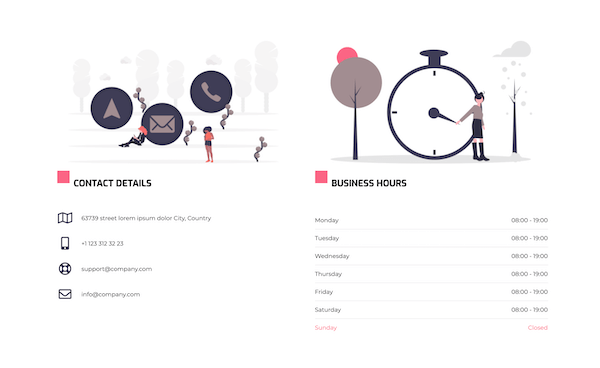 CONTACT DETAILS
63739 street lorem ipsum dolor City, Country
+1 123 312 32 23
support@company.com
info@company.com
BUSINESS HOURS
Monday 08:00 - 19:00
Tuesday 08:00 - 19:00
Wednesday 08:00 - 19:00
Thursday 08:00 - 19:00
Friday 08:00 - 19:00
Saturday 08:00 - 19:00
Sunday Closed